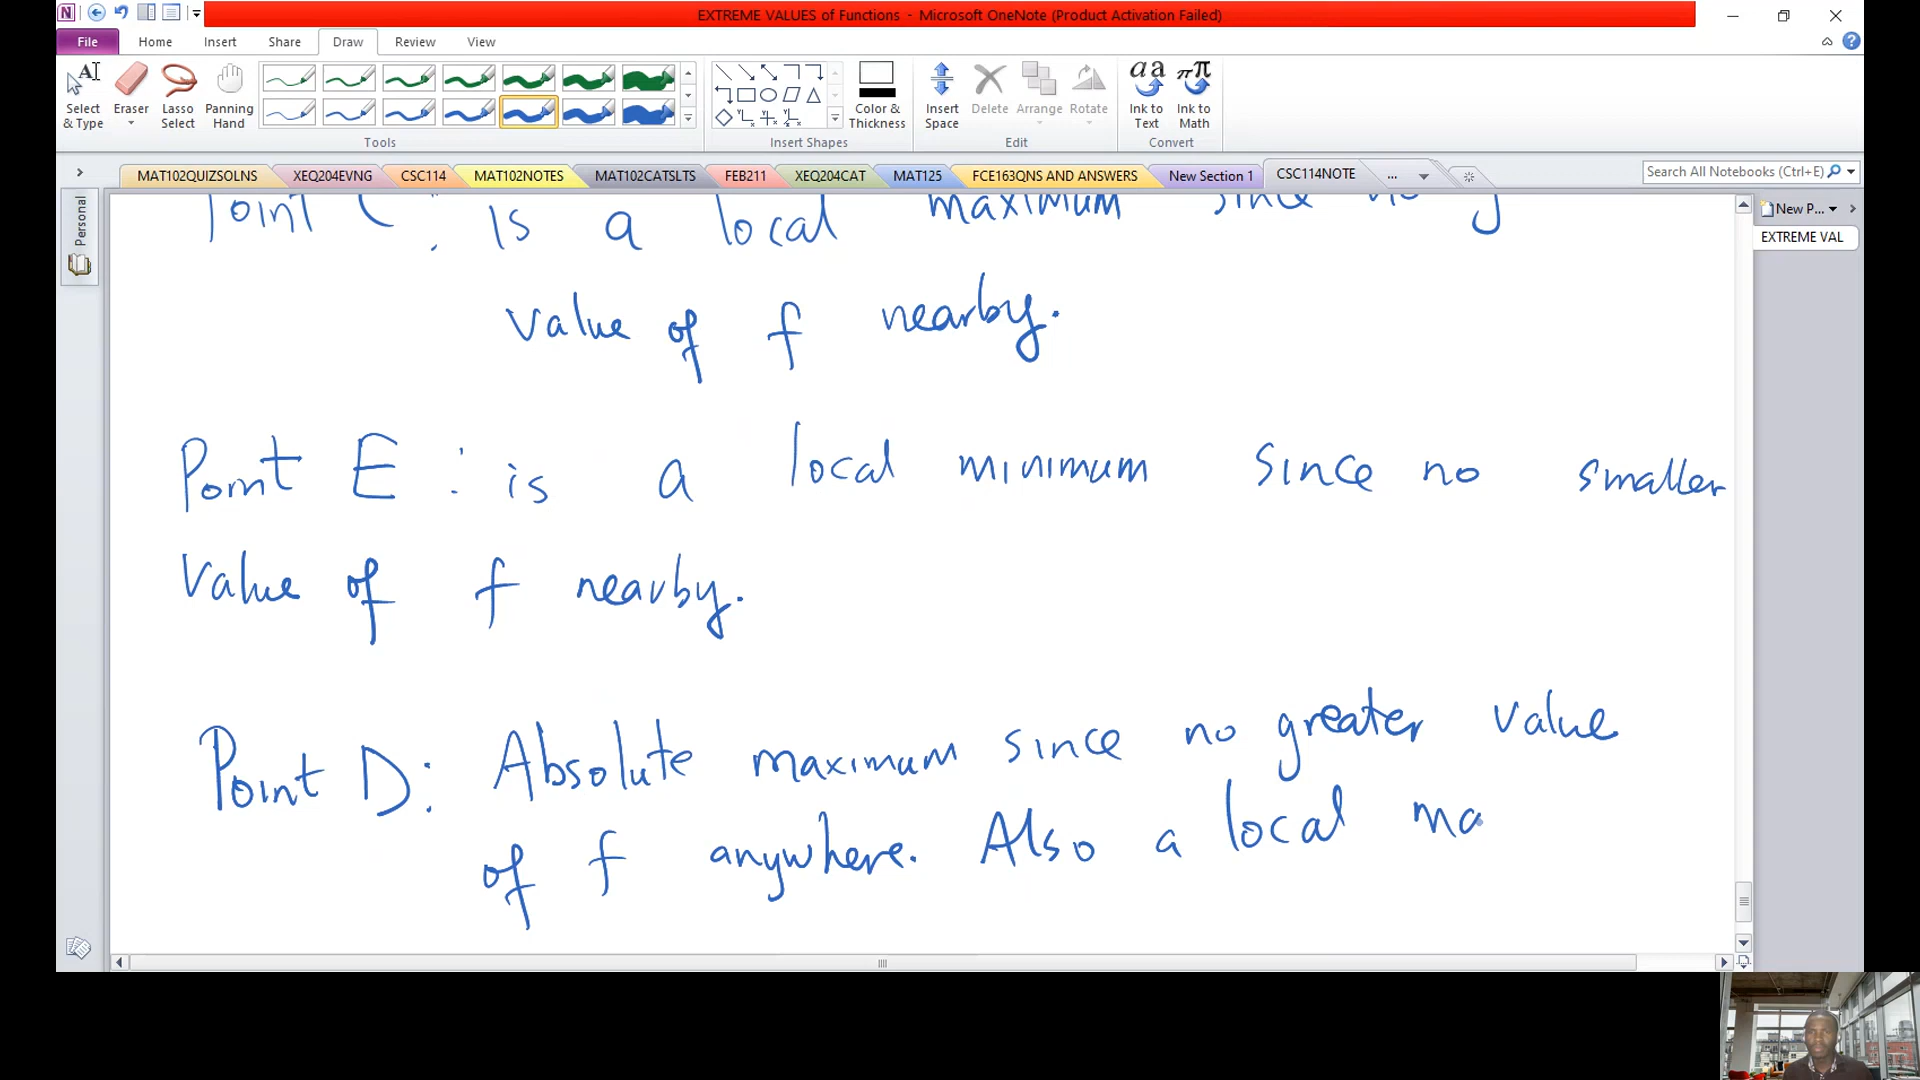 EXTREME VALUES of Functions - Microsoft OneNote (Product Activation Failed)
File Home Insert Share Draw Review View
Select & Type
Eraser
Lasso Select
Panning Hand
Color & Thickness
Insert Space
Delete
Arrange
Rotate
Ink to Text
Ink to Math
Tools
Insert Shapes
Edit
Convert
MAT102QUIZSOLNS XEQ204EVNG CSC114 MAT102NOTES MAT102CATSLTS FEB211 XEQ204CAT MAT125 FCE163QNS AND ANSWERS New Section 1 CSC114NOTE ...
Search All Notebooks (Ctrl+E)
Personal
New P...
EXTREME VAL
Point C : is a local maximum since no
value of f nearby.
Point E : is a local minimum since no smaller
value of f nearby.
Point D: Absolute maximum since no greater value
of f anywhere. Also a local ma